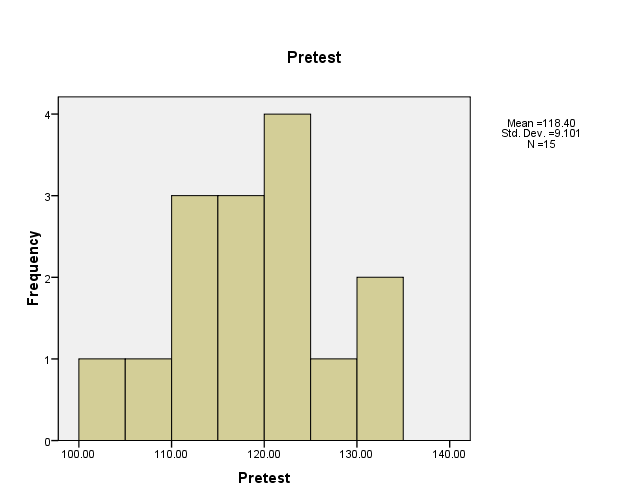 Pretest
Mean =118.40
Std. Dev. =9.101
N =15
Frequency
4
3
2
1
0
100.00 110.00 120.00 130.00 140.00
Pretest